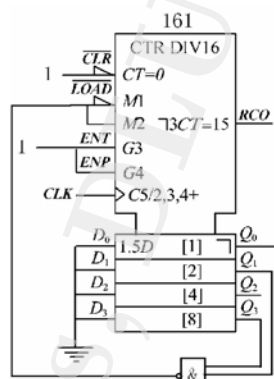 161
CTR DIV16
CLR
1
CT=0
LOAD
M1
M2 3CT=15 RCO
ENT
1 G3
ENP
G4
CLK C5/2,3,4+
D0 1.5D [1] Q0
D1 [2] Q1
D2 [4] Q2
D3 [8] Q3
&